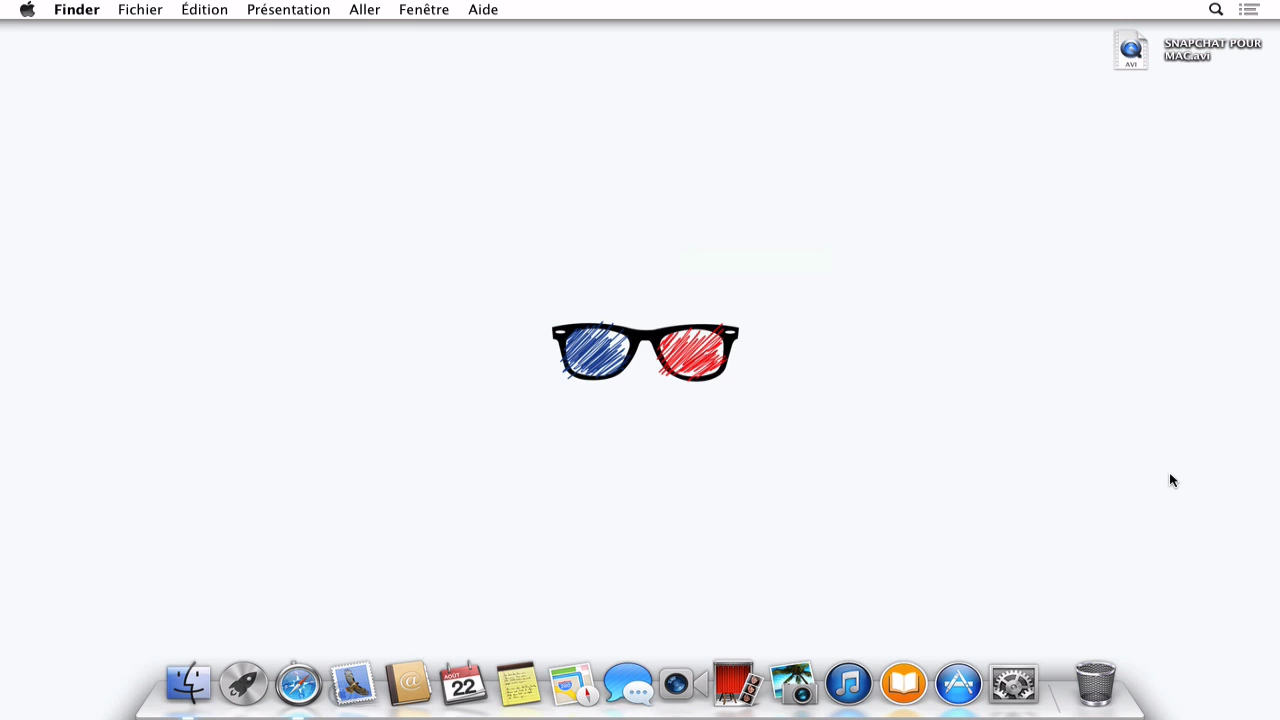 Finder Fichier Édition Présentation Aller Fenêtre Aide
SNAPCHAT POUR
MAC.avi
AVI
AOÛT
22